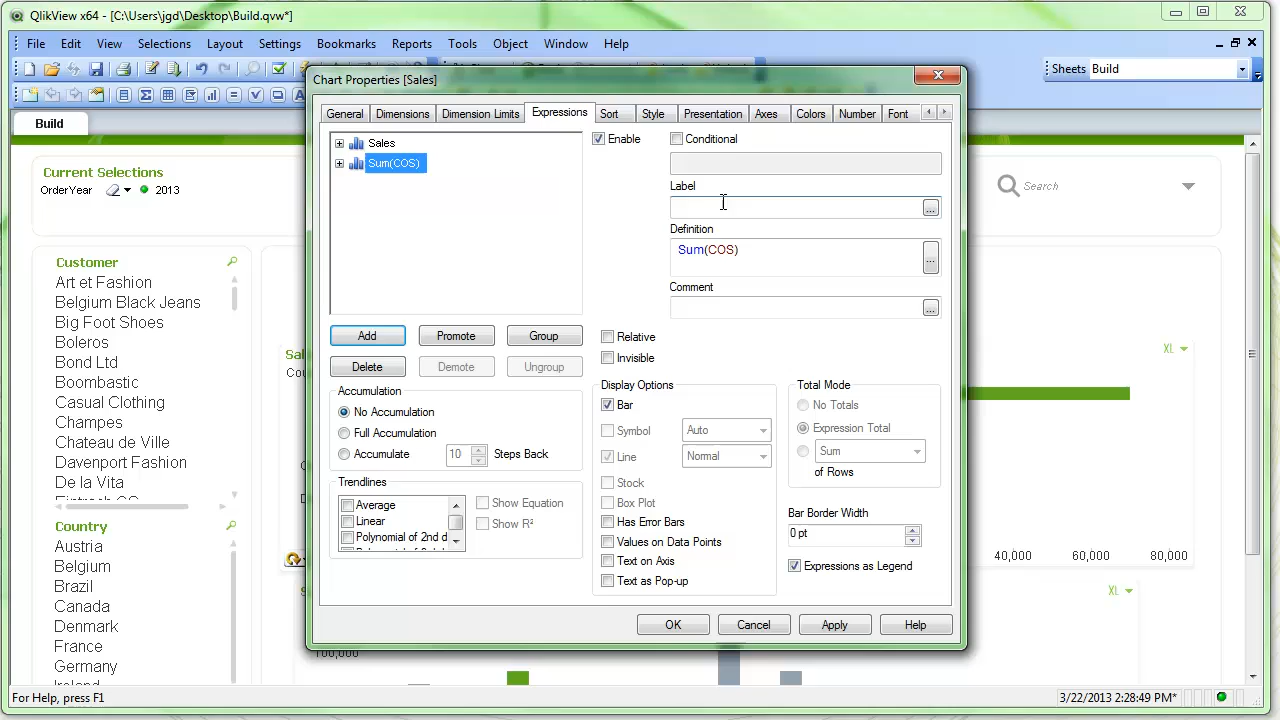 QlikView x64 - [C:\Users\jgd\Desktop\Build.qvw*]
File Edit View Selections Layout Settings Bookmarks Reports Tools Object Window Help
Sheets Build
Build
Current Selections
OrderYear 2013
Search
Customer
Art et Fashion
Belgium Black Jeans
Big Foot Shoes
Boleros
Bond Ltd
Boombastic
Casual Clothing
Champes
Chateau de Ville
Davenport Fashion
De la Vita
Country
Austria
Belgium
Brazil
Canada
Denmark
France
Germany
Ireland
Sal
Cou
XL
40,000 60,000 80,000
XL
100,000
Chart Properties [Sales]
General Dimensions Dimension Limits Expressions Sort Style Presentation Axes Colors Number Font
Sales
Sum(COS)
Enable
Conditional
Label
Definition
Sum(COS)
Comment
Add Promote Group
Delete Demote Ungroup
Relative
Invisible
Accumulation
No Accumulation
Full Accumulation
Accumulate 10 Steps Back
Trendlines
Average
Linear
Polynomial of 2nd d
Show Equation
Show R²
Display Options
Bar
Symbol Auto
Line Normal
Stock
Box Plot
Has Error Bars
Values on Data Points
Text on Axis
Text as Pop-up
Total Mode
No Totals
Expression Total
Sum
of Rows
Bar Border Width
0 pt
Expressions as Legend
OK Cancel Apply Help
For Help, press F1
3/22/2013 2:28:49 PM*